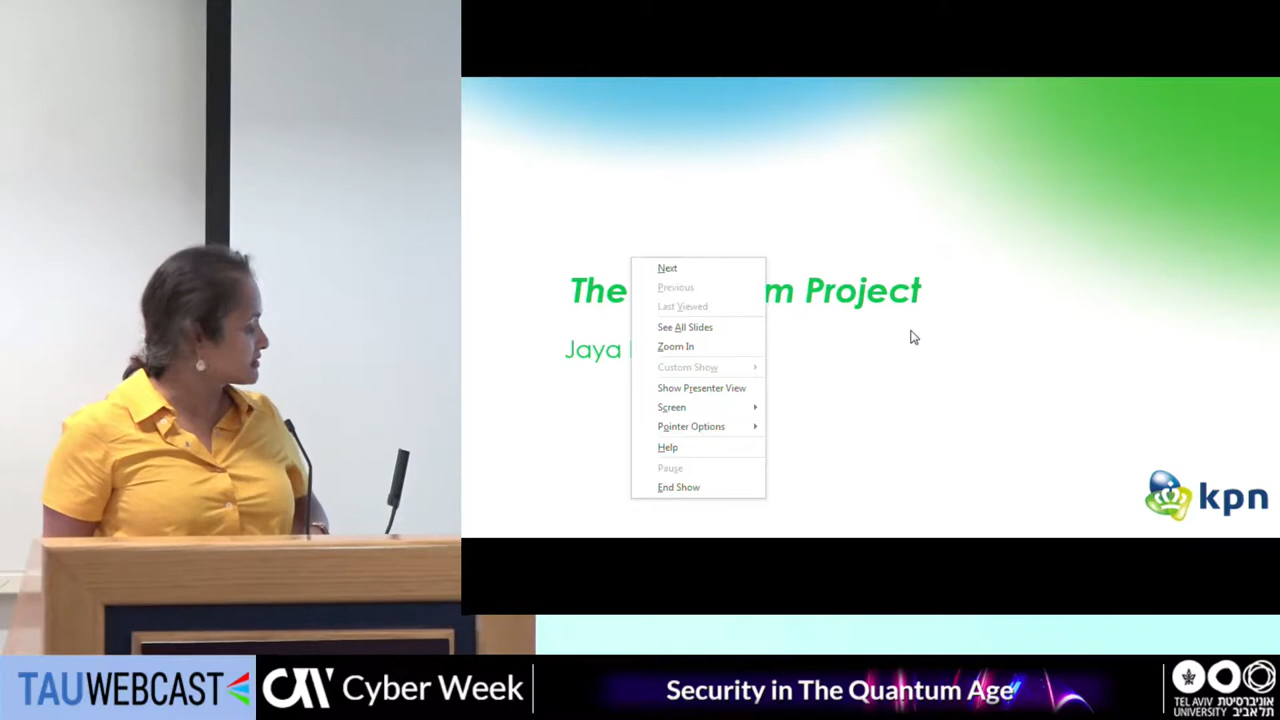 The
m Project
Jaya
Next
Previous
Last Viewed
See All Slides
Zoom In
Custom Show
Show Presenter View
Screen
Pointer Options
Help
Pause
End Show
kpn
TAUWEBCAST
Cyber Week
Security in The Quantum Age
TEL AVIV
UNIVERSITY
אוניברסיטת
תל אביב